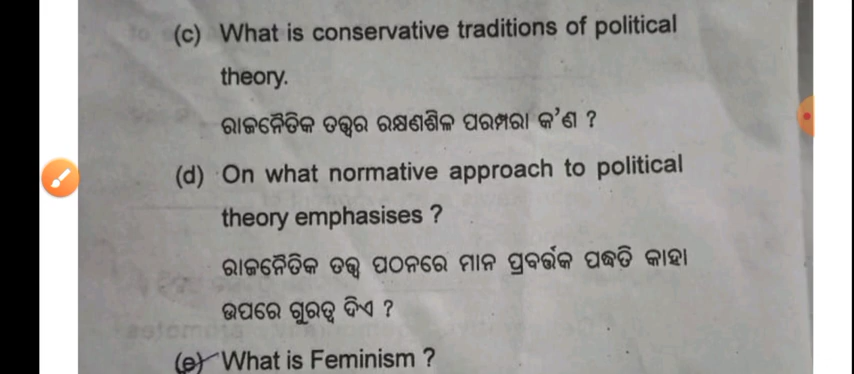 (c) What is conservative traditions of political
theory.
ରାଜନୈତିକ ତତ୍ତ୍ୱର ରକ୍ଷଣଶିଳ ପରମ୍ପରା କ'ଣ ?
(d) On what normative approach to political
theory emphasises ?
ରାଜନୈତିକ ତତ୍ତ୍ୱ ପଠନରେ ମାନ ପ୍ରବର୍ତ୍ତକ ପଦ୍ଧତି କାହା
ଉପରେ ଗୁରୁତ୍ୱ ଦିଏ ?
(e) What is Feminism ?